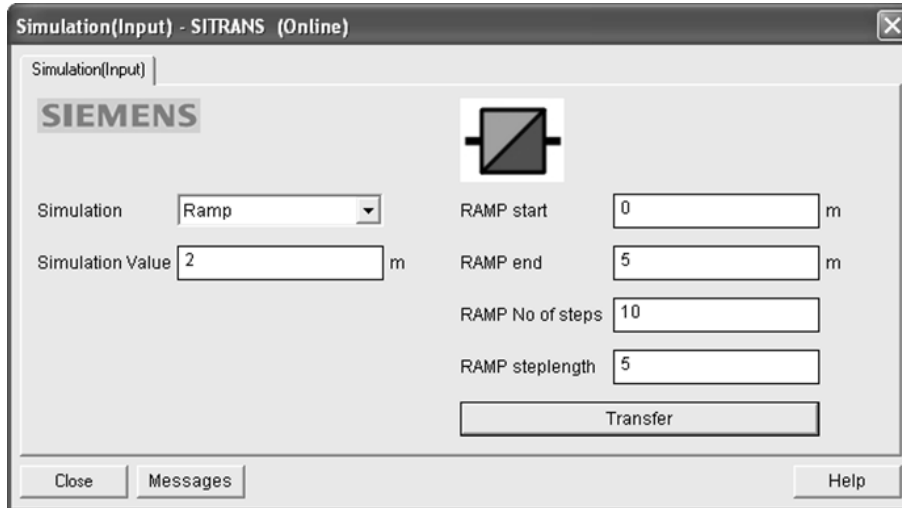 Simulation(Input) - SITRANS (Online)
Simulation(Input)
SIEMENS
Simulation Ramp
Simulation Value 2 m
RAMP start 0 m
RAMP end 5 m
RAMP No of steps 10
RAMP steplength 5
Transfer
Close Messages Help